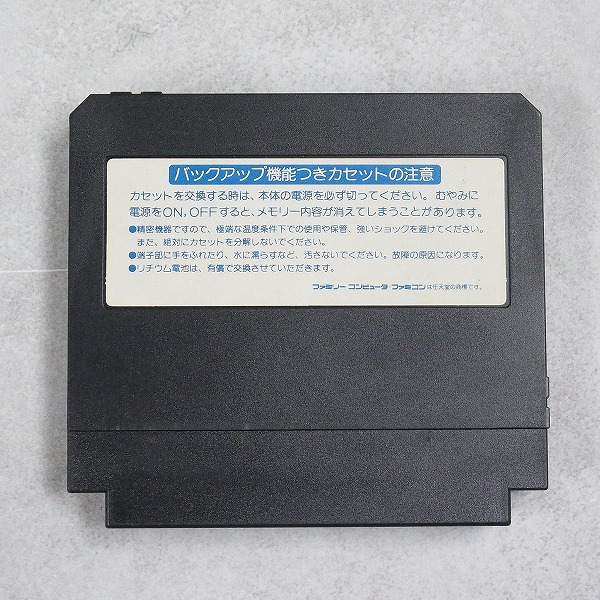 バックアップ機能つきカセットの注意
カセットを交換する時は、本体の電源を必ず切ってください。むやみに
電源をON,OFFすると、メモリー内容が消えてしまうことがあります。
●精密機器ですので、極端な温度条件下での使用や保管、強いショックを避けてください。
また、絶対にカセットを分解しないでください。
●端子部に手をふれたり、水に濡らすなど、汚さないでください。故障の原因になります。
●リチウム電池は、有償で交換させていただきます。
ファミリーコンピュータ・ファミコンは任天堂の商標です。